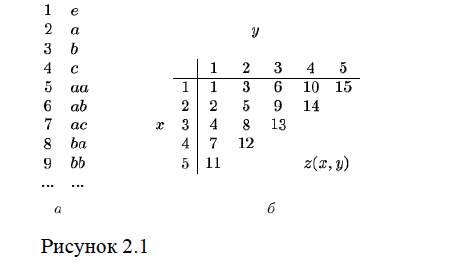 1 e
2 a
3 b
4 c
5 aa
6 ab
7 ac
8 ba
9 bb
... ...
а
y
1 2 3 4 5
1 1 3 6 10 15
2 2 5 9 14
x 3 4 8 13
4 7 12
5 11 z(x, y)
б
Рисунок 2.1